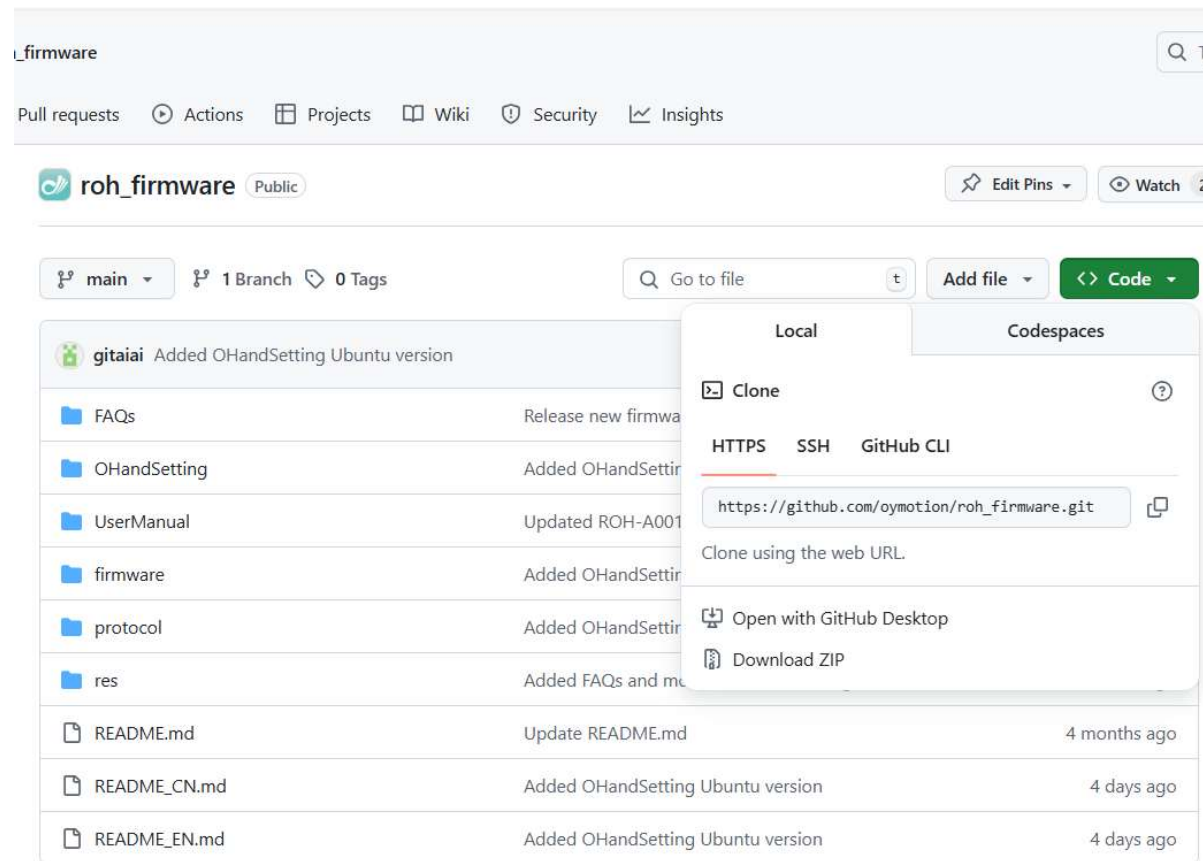 _firmware
Pull requests Actions Projects Wiki Security Insights
roh_firmware Public Edit Pins Watch
main 1 Branch 0 Tags Go to file t Add file <> Code
gitaiai Added OHandSetting Ubuntu version
Local Codespaces
Clone
FAQs Release new firmwa
HTTPS SSH GitHub CLI
OHandSetting Added OHandSettin
https://github.com/oymotion/roh_firmware.git
UserManual Updated ROH-A001
Clone using the web URL.
firmware Added OHandSettin
Open with GitHub Desktop
protocol Added OHandSettin
Download ZIP
res Added FAQs and mo
README.md Update README.md 4 months ago
README_CN.md Added OHandSetting Ubuntu version 4 days ago
README_EN.md Added OHandSetting Ubuntu version 4 days ago